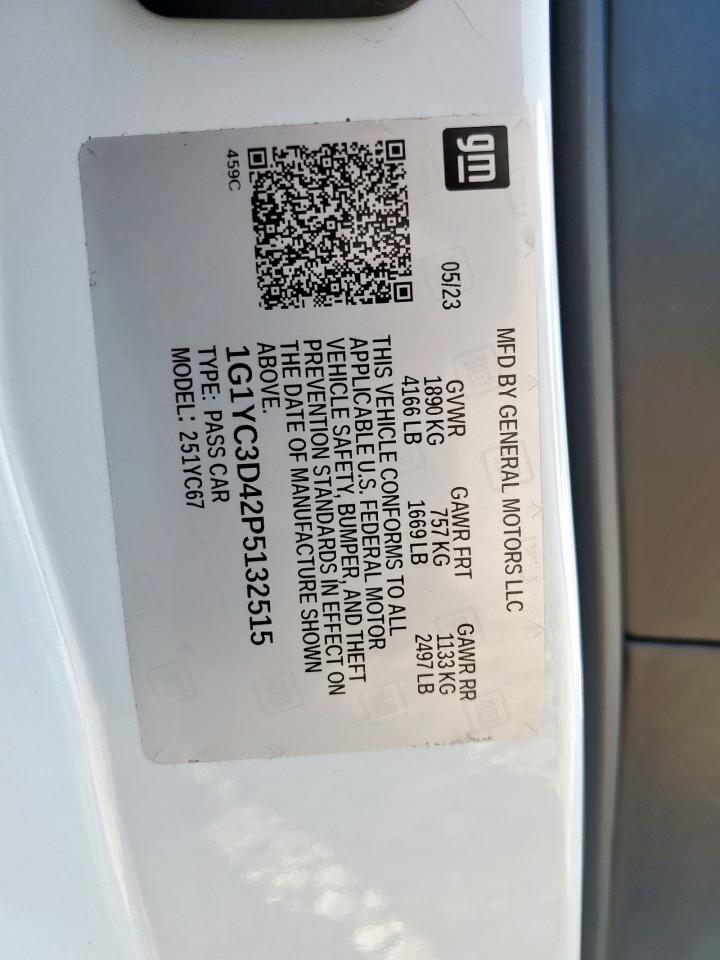 gm
MFD BY GENERAL MOTORS LLC
05/23
GVWR GAWR FRT GAWR RR
1890 KG 757 KG 1133 KG
4166 LB 1669 LB 2497 LB
THIS VEHICLE CONFORMS TO ALL
APPLICABLE U.S. FEDERAL MOTOR
VEHICLE SAFETY, BUMPER, AND THEFT
PREVENTION STANDARDS IN EFFECT ON
THE DATE OF MANUFACTURE SHOWN
ABOVE.
459C
1G1YC3D42P5132515
TYPE: PASS CAR
MODEL: 251YC67